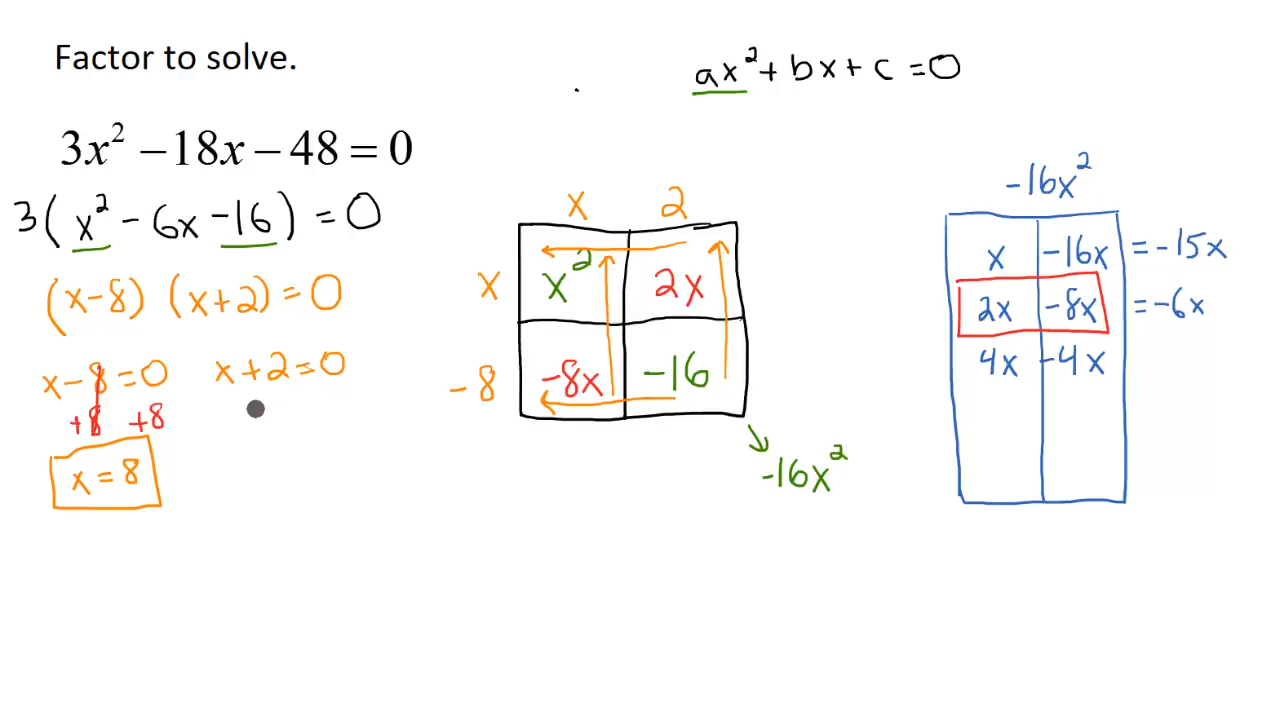 Factor to solve.
ax² + bx + c = 0
3x² − 18x − 48 = 0
3(x² - 6x - 16) = 0
(x-8) (x+2) = 0
x - 8 = 0
+8 +8
x = 8
x + 2 = 0
x 2
x x² 2x
-8 -8x -16
-16x²
-16x²
x -16x = -15x
2x -8x = -6x
4x -4x